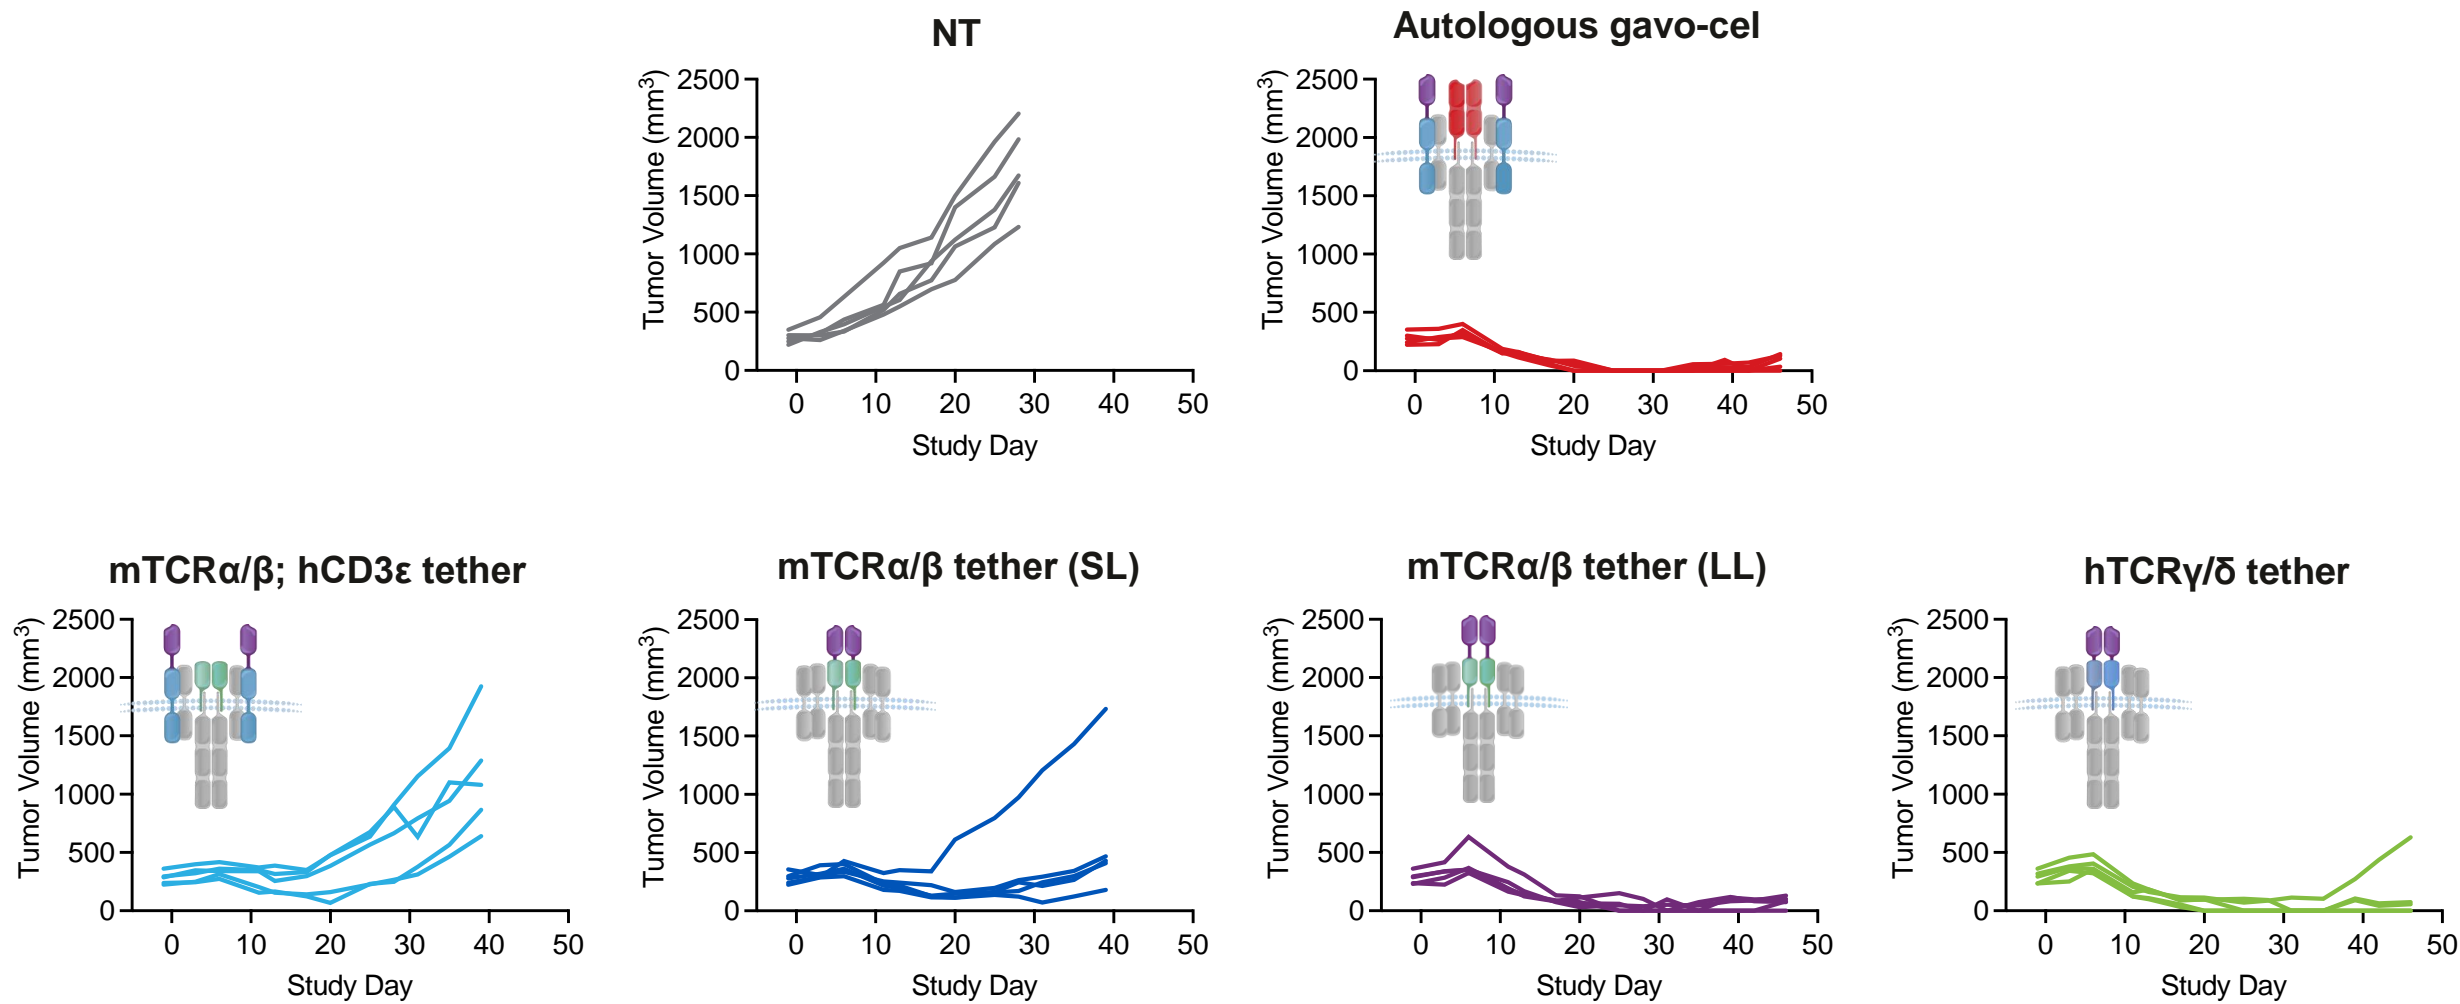 NT
Tumor Volume (mm³)
2500
2000
1500
1000
500
0
0 10 20 30 40 50
Study Day
Autologous gavo-cel
Tumor Volume (mm³)
2500
2000
1500
1000
500
0
0 10 20 30 40 50
Study Day
mTCRα/β; hCD3ε tether
Tumor Volume (mm³)
2500
2000
1500
1000
500
0
0 10 20 30 40 50
Study Day
mTCRα/β tether (SL)
Tumor Volume (mm³)
2500
2000
1500
1000
500
0
0 10 20 30 40 50
Study Day
mTCRα/β tether (LL)
Tumor Volume (mm³)
2500
2000
1500
1000
500
0
0 10 20 30 40 50
Study Day
hTCRγ/δ tether
Tumor Volume (mm³)
2500
2000
1500
1000
500
0
0 10 20 30 40 50
Study Day